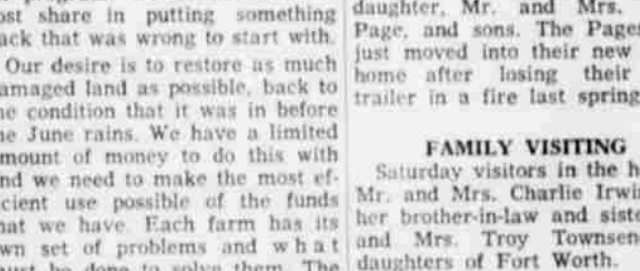 ost share in putting something
ack that was wrong to start with.
Our desire is to restore as much
amaged land as possible, back to
he condition that it was in before
he June rains. We have a limited
mount of money to do this with
nd we need to make the most ef-
cient use possible of the funds
hat we have. Each farm has its
wn set of problems and what
ust be done to solve them. The
daughter, Mr. and Mrs.
Page, and sons. The Pages
just moved into their new
home after losing their
trailer in a fire last spring
FAMILY VISITING
Saturday visitors in the h
Mr. and Mrs. Charlie Irwi
her brother-in-law and siste
and Mrs. Troy Townsen
daughters of Fort Worth.